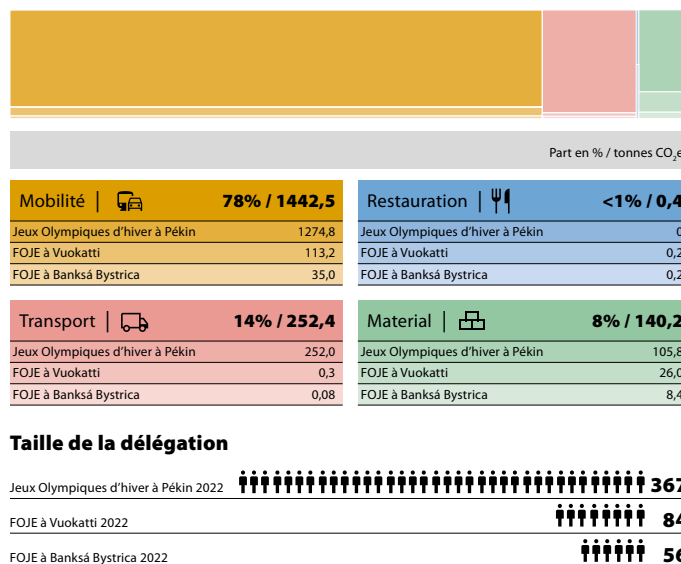 Part en % / tonnes CO₂e
Mobilité | 78% / 1442,5
Jeux Olympiques d’hiver à Pékin 1274,8
FOJE à Vuokatti 113,2
FOJE à Banksá Bystrica 35,0
Restauration | <1% / 0,4
Jeux Olympiques d’hiver à Pékin 0
FOJE à Vuokatti 0,2
FOJE à Banksá Bystrica 0,2
Transport | 14% / 252,4
Jeux Olympiques d’hiver à Pékin 252,0
FOJE à Vuokatti 0,3
FOJE à Banksá Bystrica 0,08
Material | 8% / 140,2
Jeux Olympiques d’hiver à Pékin 105,8
FOJE à Vuokatti 26,0
FOJE à Banksá Bystrica 8,4
Taille de la délégation
Jeux Olympiques d’hiver à Pékin 2022 367
FOJE à Vuokatti 2022 84
FOJE à Banksá Bystrica 2022 56